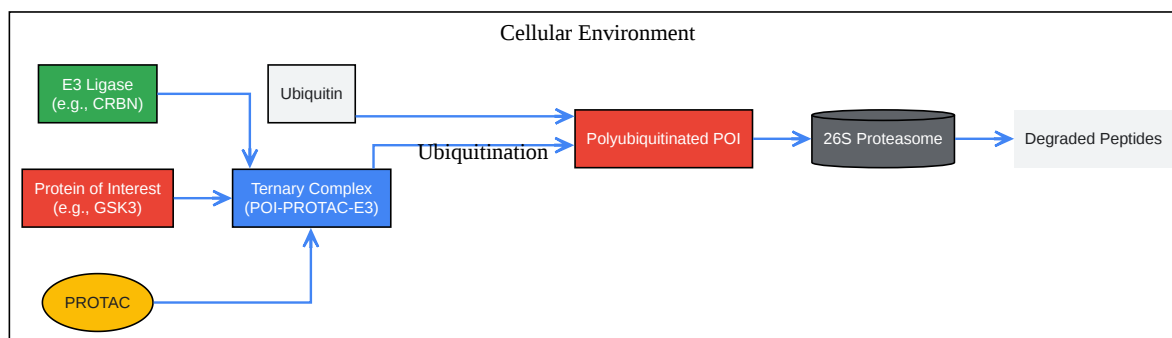 Cellular Environment
E3 Ligase
(e.g., CRBN)
Ubiquitin
Polyubiquitinated POI
26S Proteasome
Degraded Peptides
Ubiquitination
Protein of Interest
(e.g., GSK3)
Ternary Complex
(POI-PROTAC-E3)
PROTAC